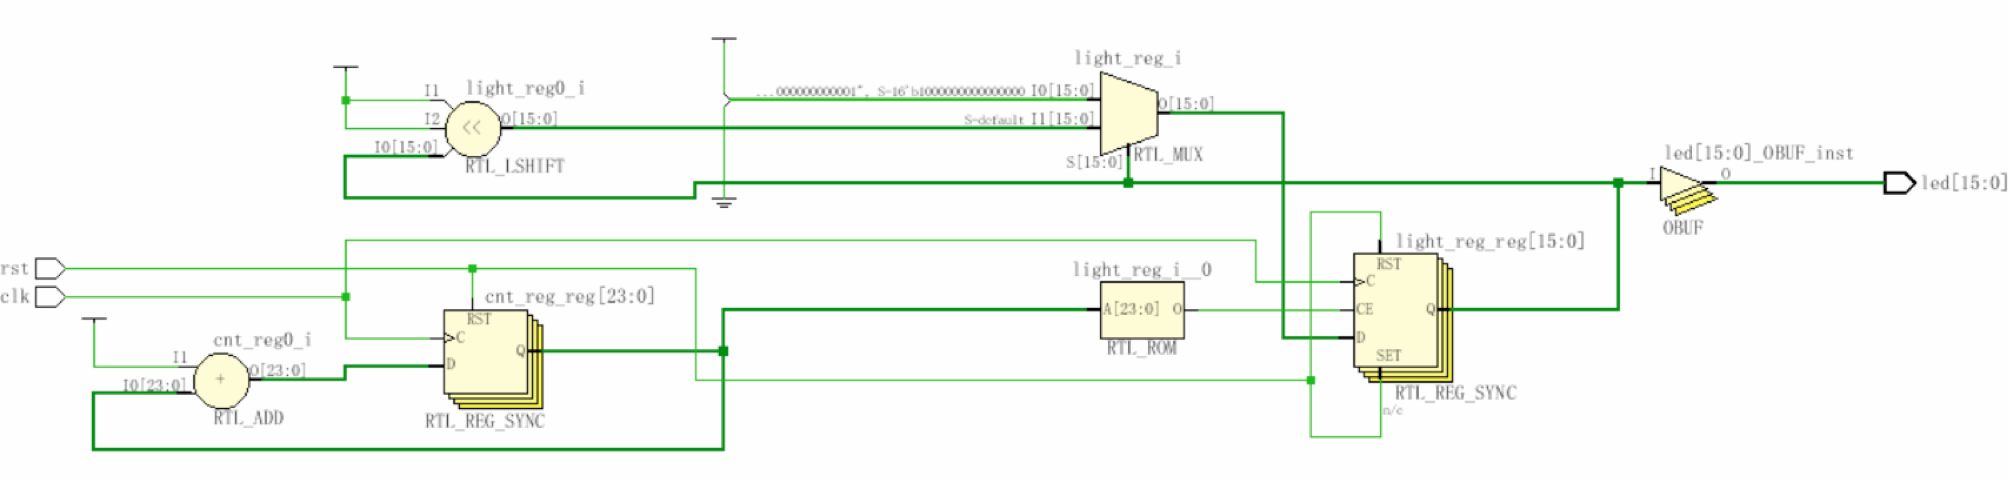 light_reg_i
light_reg0_i
I1
...000000000001", S=16'b1000000000000000 I0[15:0]
O[15:0]
I2
<<
O[15:0]
S=default I1[15:0]
I0[15:0]
RTL_LSHIFT
S[15:0]
RTL_MUX
led[15:0]_OBUF_inst
I
O
led[15:0]
OBUF
rst
clk
cnt_reg_reg[23:0]
RST
C
D
Q
RTL_REG_SYNC
cnt_reg0_i
I1
I0[23:0]
+
O[23:0]
RTL_ADD
light_reg_i__0
A[23:0]
O
RTL_ROM
light_reg_reg[15:0]
RST
C
CE
Q
D
SET
RTL_REG_SYNC
n/c